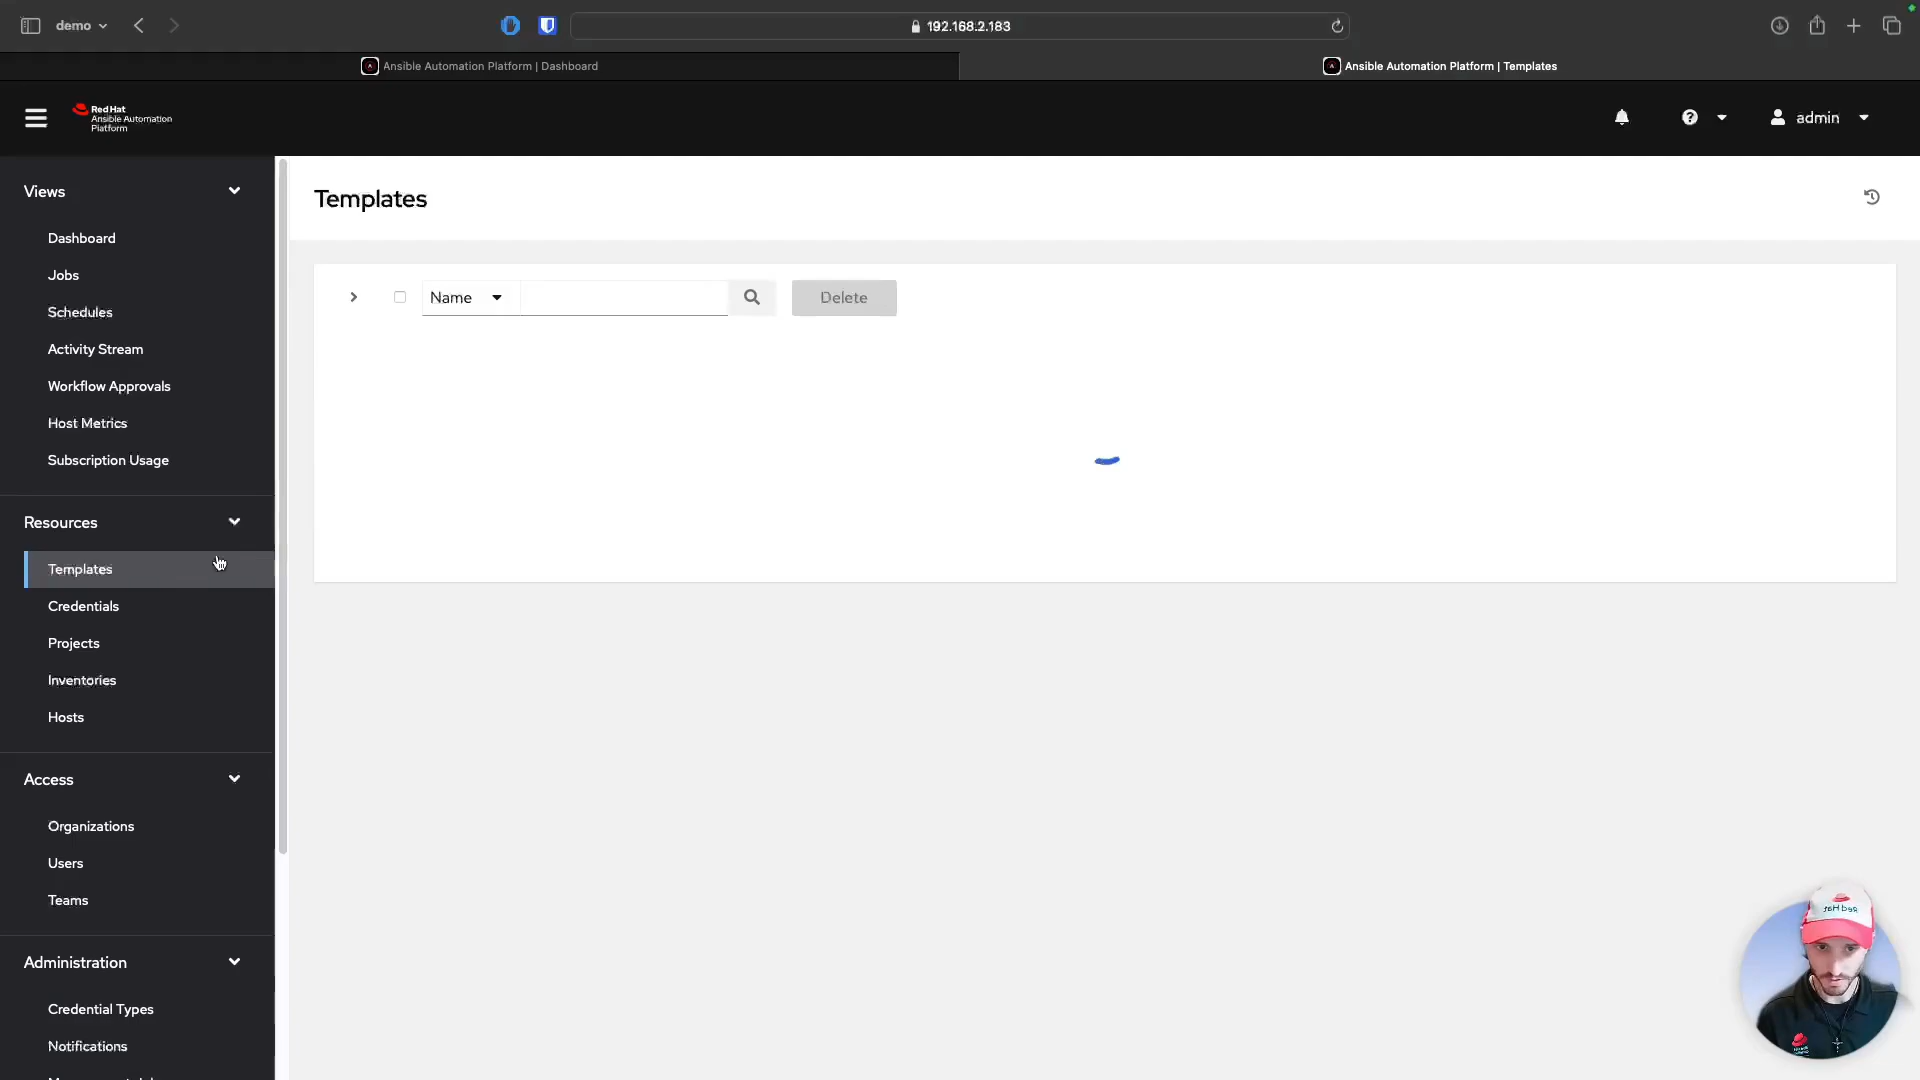 demo
192.168.2.183
Ansible Automation Platform | Dashboard
Ansible Automation Platform | Templates
Red Hat
Ansible Automation
Platform
admin
Views
Dashboard
Jobs
Schedules
Activity Stream
Workflow Approvals
Host Metrics
Subscription Usage
Resources
Templates
Credentials
Projects
Inventories
Hosts
Access
Organizations
Users
Teams
Administration
Credential Types
Notifications
Templates
Name
Delete
Red Hat